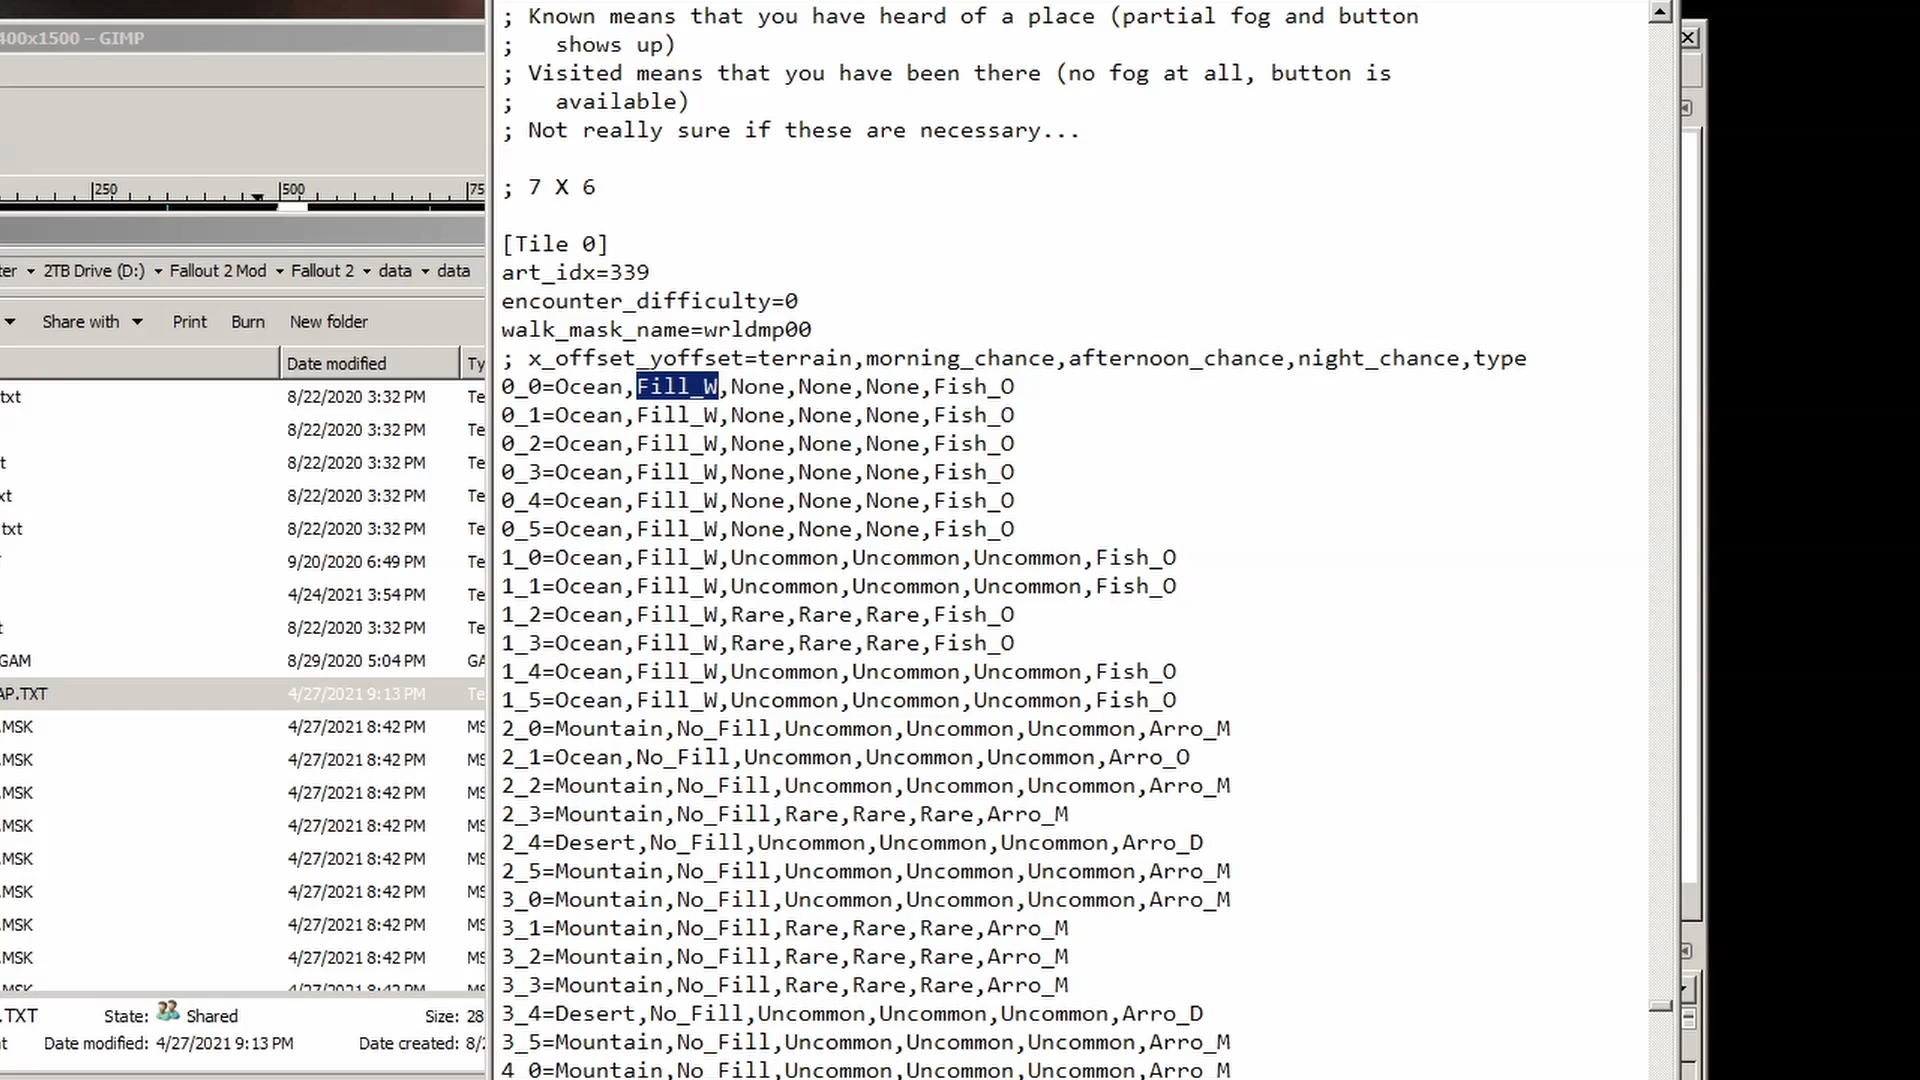 400x1500 – GIMP
250
500
75
ter 2TB Drive (D:) Fallout 2 Mod Fallout 2 data data
Share with Print Burn New folder
Date modified Ty
txt 8/22/2020 3:32 PM Te
8/22/2020 3:32 PM Te
t 8/22/2020 3:32 PM Te
xt 8/22/2020 3:32 PM Te
txt 8/22/2020 3:32 PM Te
9/20/2020 6:49 PM Te
4/24/2021 3:54 PM Te
t 8/22/2020 3:32 PM Te
GAM 8/29/2020 5:04 PM GA
AP.TXT 4/27/2021 9:13 PM Te
.MSK 4/27/2021 8:42 PM MS
.MSK 4/27/2021 8:42 PM MS
.MSK 4/27/2021 8:42 PM MS
.MSK 4/27/2021 8:42 PM MS
.MSK 4/27/2021 8:42 PM MS
.MSK 4/27/2021 8:42 PM MS
.MSK 4/27/2021 8:42 PM MS
.MSK 4/27/2021 8:42 PM MS
.MSK 4/27/2021 8:42 PM MS
.TXT State: Shared Size: 28
t Date modified: 4/27/2021 9:13 PM Date created: 8/2
; Known means that you have heard of a place (partial fog and button
;   shows up)
; Visited means that you have been there (no fog at all, button is
;   available)
; Not really sure if these are necessary...
; 7 X 6
[Tile 0]
art_idx=339
encounter_difficulty=0
walk_mask_name=wrldmp00
; x_offset_yoffset=terrain,morning_chance,afternoon_chance,night_chance,type
0_0=Ocean,Fill_W,None,None,None,Fish_O
0_1=Ocean,Fill_W,None,None,None,Fish_O
0_2=Ocean,Fill_W,None,None,None,Fish_O
0_3=Ocean,Fill_W,None,None,None,Fish_O
0_4=Ocean,Fill_W,None,None,None,Fish_O
0_5=Ocean,Fill_W,None,None,None,Fish_O
1_0=Ocean,Fill_W,Uncommon,Uncommon,Uncommon,Fish_O
1_1=Ocean,Fill_W,Uncommon,Uncommon,Uncommon,Fish_O
1_2=Ocean,Fill_W,Rare,Rare,Rare,Fish_O
1_3=Ocean,Fill_W,Rare,Rare,Rare,Fish_O
1_4=Ocean,Fill_W,Uncommon,Uncommon,Uncommon,Fish_O
1_5=Ocean,Fill_W,Uncommon,Uncommon,Uncommon,Fish_O
2_0=Mountain,No_Fill,Uncommon,Uncommon,Uncommon,Arro_M
2_1=Ocean,No_Fill,Uncommon,Uncommon,Uncommon,Arro_O
2_2=Mountain,No_Fill,Uncommon,Uncommon,Uncommon,Arro_M
2_3=Mountain,No_Fill,Rare,Rare,Rare,Arro_M
2_4=Desert,No_Fill,Uncommon,Uncommon,Uncommon,Arro_D
2_5=Mountain,No_Fill,Uncommon,Uncommon,Uncommon,Arro_M
3_0=Mountain,No_Fill,Uncommon,Uncommon,Uncommon,Arro_M
3_1=Mountain,No_Fill,Rare,Rare,Rare,Arro_M
3_2=Mountain,No_Fill,Rare,Rare,Rare,Arro_M
3_3=Mountain,No_Fill,Rare,Rare,Rare,Arro_M
3_4=Desert,No_Fill,Uncommon,Uncommon,Uncommon,Arro_D
3_5=Mountain,No_Fill,Uncommon,Uncommon,Uncommon,Arro_M
4_0=Mountain,No_Fill,Uncommon,Uncommon,Uncommon,Arro_M